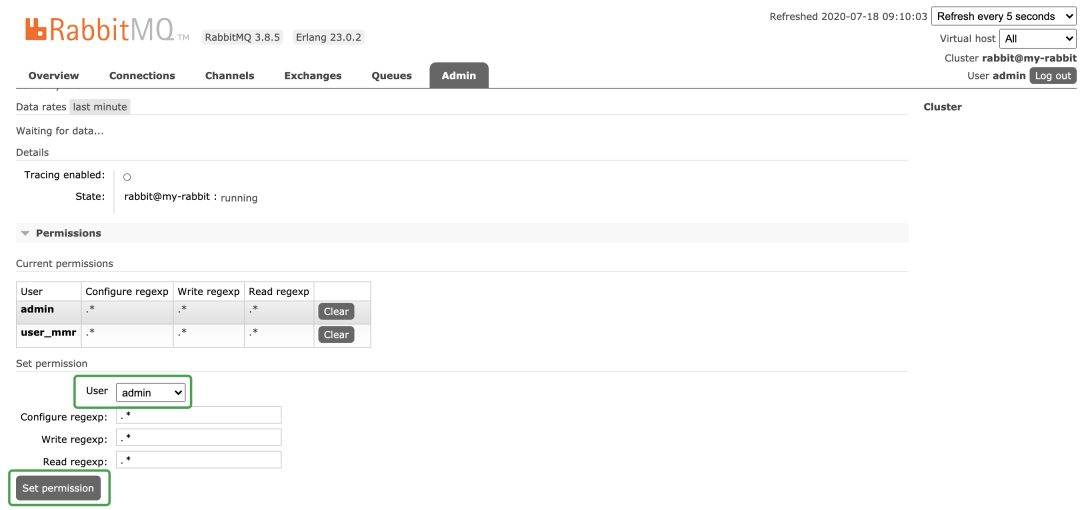 Refreshed 2020-07-18 09:10:03 Refresh every 5 seconds
RabbitMQ TM RabbitMQ 3.8.5 Erlang 23.0.2
Virtual host All
Cluster rabbit@my-rabbit
User admin Log out
Overview Connections Channels Exchanges Queues Admin
Data rates last minute
Cluster
Waiting for data...
Details
Tracing enabled:
State: rabbit@my-rabbit : running
Permissions
Current permissions
User Configure regexp Write regexp Read regexp
admin .* .* .* Clear
user_mmr .* .* .* Clear
Set permission
User admin
Configure regexp: .*
Write regexp: .*
Read regexp: .*
Set permission